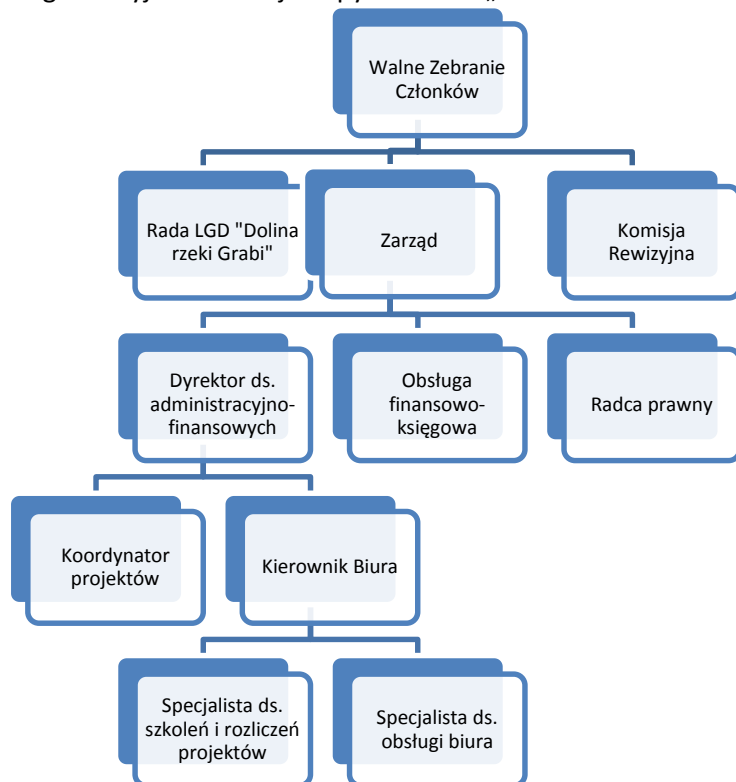 Walne Zebranie
Członków
Rada LGD "Dolina
rzeki Grabi"
Zarząd
Komisja
Rewizyjna
Dyrektor ds.
administracyjno-
finansowych
Obsługa
finansowo-
księgowa
Radca prawny
Koordynator
projektów
Kierownik Biura
Specjalista ds.
szkoleń i rozliczeń
projektów
Specjalista ds.
obsługi biura